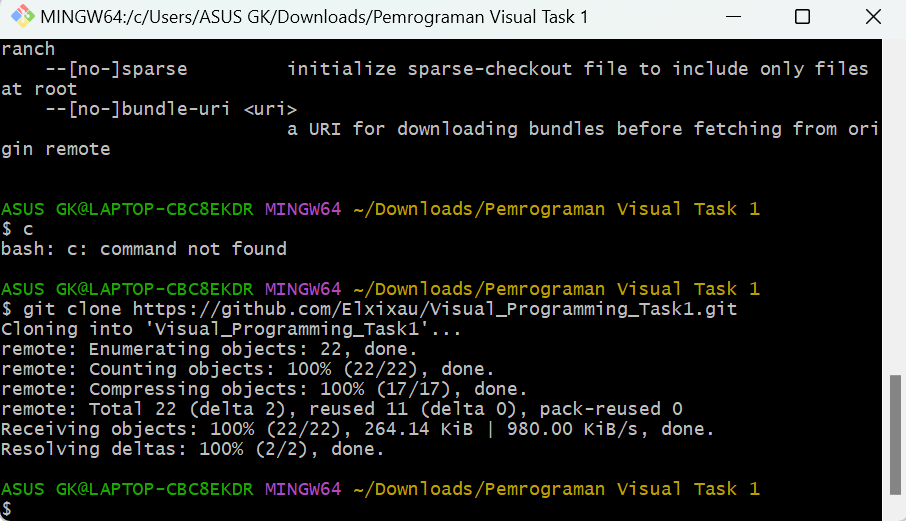 MINGW64:/c/Users/ASUS GK/Downloads/Pemrograman Visual Task 1
ranch
    --[no-]sparse         initialize sparse-checkout file to include only files
at root
    --[no-]bundle-uri <uri>
                          a URI for downloading bundles before fetching from ori
gin remote
ASUS GK@LAPTOP-CBC8EKDR MINGW64 ~/Downloads/Pemrograman Visual Task 1
$ c
bash: c: command not found
ASUS GK@LAPTOP-CBC8EKDR MINGW64 ~/Downloads/Pemrograman Visual Task 1
$ git clone https://github.com/Elxixau/Visual_Programming_Task1.git
Cloning into 'Visual_Programming_Task1'...
remote: Enumerating objects: 22, done.
remote: Counting objects: 100% (22/22), done.
remote: Compressing objects: 100% (17/17), done.
remote: Total 22 (delta 2), reused 11 (delta 0), pack-reused 0
Receiving objects: 100% (22/22), 264.14 KiB | 980.00 KiB/s, done.
Resolving deltas: 100% (2/2), done.
ASUS GK@LAPTOP-CBC8EKDR MINGW64 ~/Downloads/Pemrograman Visual Task 1
$